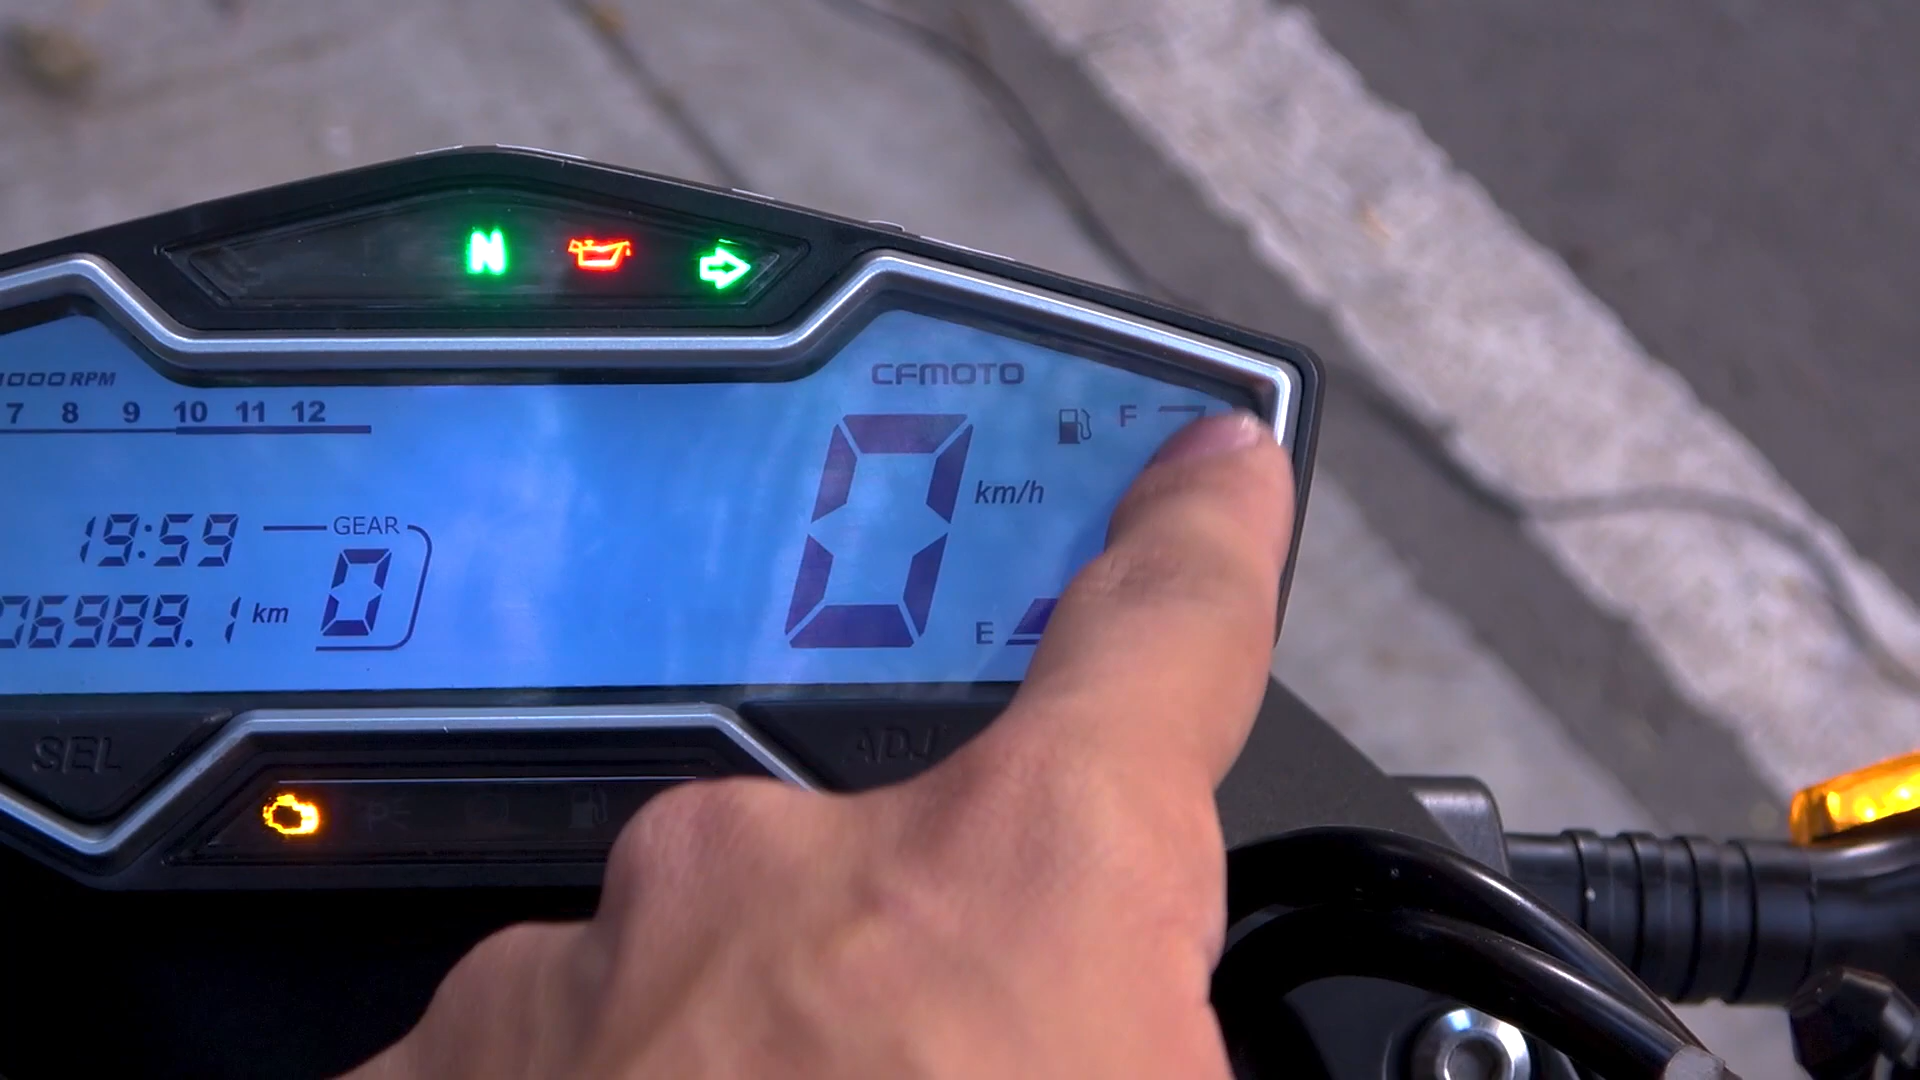 N
1000 RPM
7 8 9 10 11 12
CFMOTO
F
0 km/h
19:59
GEAR
0
06989.1 km
E
SEL
ADJ